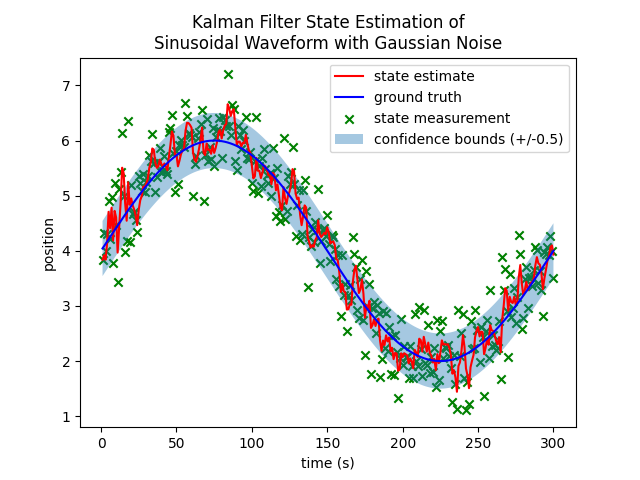 Kalman Filter State Estimation of
Sinusoidal Waveform with Gaussian Noise
state estimate
ground truth
state measurement
confidence bounds (+/-0.5)
7
6
5
4
3
2
1
position
0 50 100 150 200 250 300
time (s)